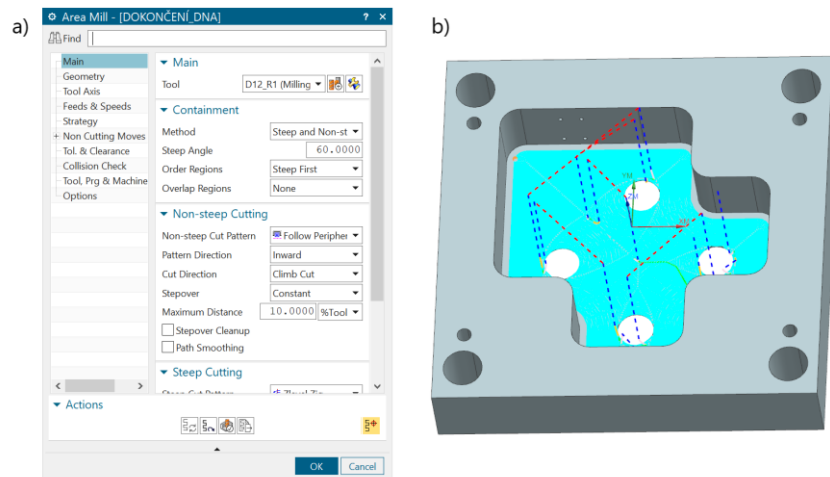 a)
Area Mill - [DOKONČENÍ_DNA]
Find
Main
Geometry
Tool Axis
Feeds & Speeds
Strategy
Non Cutting Moves
Tol. & Clearance
Collision Check
Tool, Prg & Machine
Options
Main
Tool D12_R1 (Milling
Containment
Method Steep and Non-st
Steep Angle 60.0000
Order Regions Steep First
Overlap Regions None
Non-steep Cutting
Non-steep Cut Pattern Follow Peripher
Pattern Direction Inward
Cut Direction Climb Cut
Stepover Constant
Maximum Distance 10.0000 %Tool
Stepover Cleanup
Path Smoothing
Steep Cutting
Actions
OK Cancel
b)
YM
ZM
XM